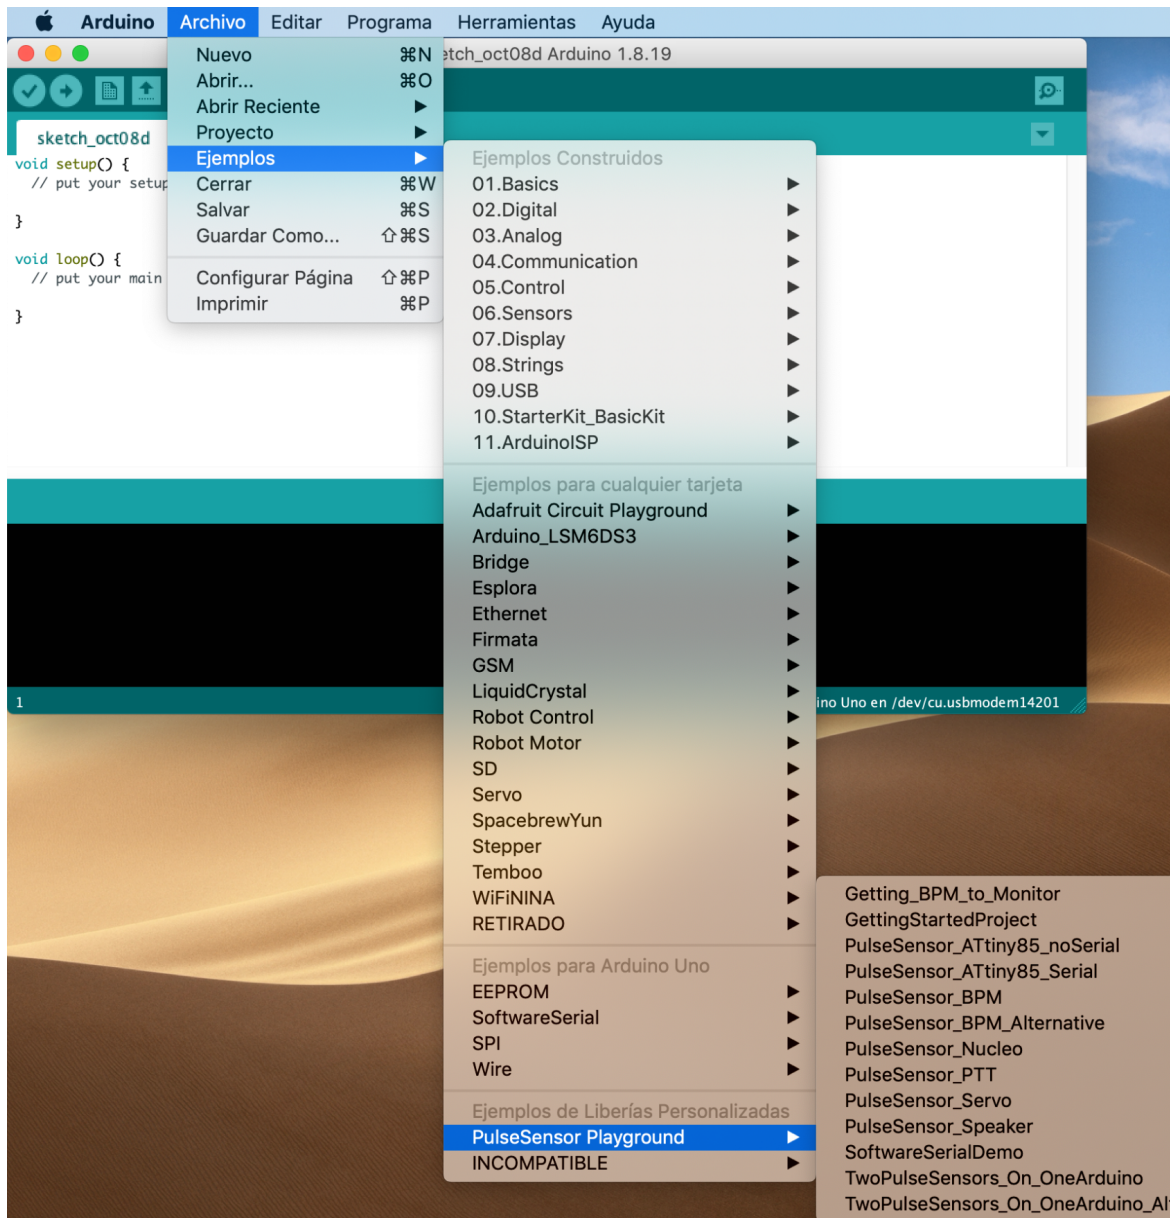 Arduino Archivo Editar Programa Herramientas Ayuda
etch_oct08d Arduino 1.8.19
sketch_oct08d
void setup() {
// put your setup
}
void loop() {
// put your main
}
Nuevo ⌘N
Abrir... ⌘O
Abrir Reciente
Proyecto
Ejemplos
Cerrar ⌘W
Salvar ⌘S
Guardar Como... ⇧⌘S
Configurar Página ⇧⌘P
Imprimir ⌘P
Ejemplos Construidos
01.Basics
02.Digital
03.Analog
04.Communication
05.Control
06.Sensors
07.Display
08.Strings
09.USB
10.StarterKit_BasicKit
11.ArduinoISP
Ejemplos para cualquier tarjeta
Adafruit Circuit Playground
Arduino_LSM6DS3
Bridge
Esplora
Ethernet
Firmata
GSM
LiquidCrystal
Robot Control
Robot Motor
SD
Servo
SpacebrewYun
Stepper
Temboo
WiFiNINA
RETIRADO
Ejemplos para Arduino Uno
EEPROM
SoftwareSerial
SPI
Wire
Ejemplos de Liberías Personalizadas
PulseSensor Playground
INCOMPATIBLE
Getting_BPM_to_Monitor
GettingStartedProject
PulseSensor_ATtiny85_noSerial
PulseSensor_ATtiny85_Serial
PulseSensor_BPM
PulseSensor_BPM_Alternative
PulseSensor_Nucleo
PulseSensor_PTT
PulseSensor_Servo
PulseSensor_Speaker
SoftwareSerialDemo
TwoPulseSensors_On_OneArduino
TwoPulseSensors_On_OneArduino_Al
1
ino Uno en /dev/cu.usbmodem14201